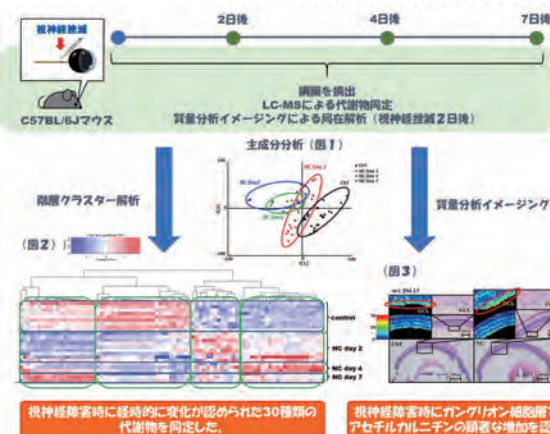 2日後
4日後
7日後
視神経挫滅
C57BL/6Jマウス
網膜を摘出
LC-MSによる代謝物同定
質量分析イメージングによる局在解析（視神経挫滅2日後）
主成分分析（図1）
階層クラスター解析
質量分析イメージング
（図2）
（図3）
control
NC day 2
NC day 4
NC day 7
GCL
GCL
視神経障害時に経時的に変化が認められた30種類の
代謝物を同定した。
視神経障害時にガングリオン細胞層で
アセチルカルニチンの顕著な増加を認